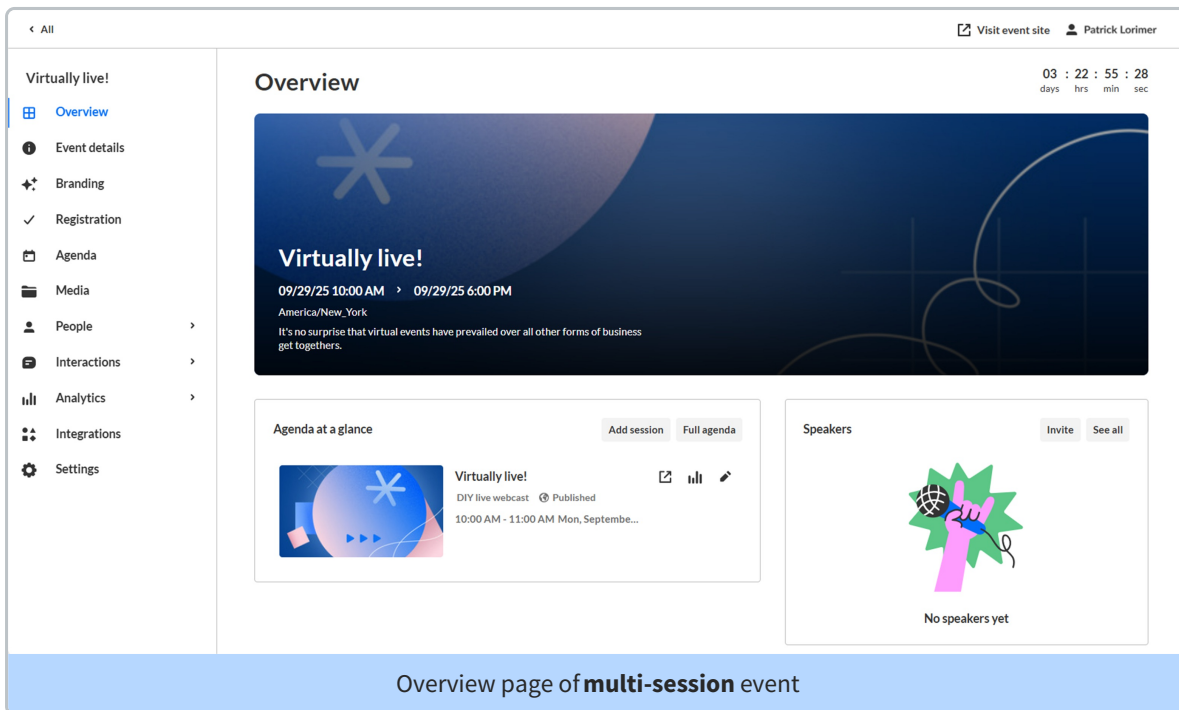 All
Visit event site
Patrick Lorimer
Virtually live!
Overview
Event details
Branding
Registration
Agenda
Media
People
Interactions
Analytics
Integrations
Settings
Overview
03 : 22 : 55 : 28
days hrs min sec
Virtually live!
09/29/25 10:00 AM > 09/29/25 6:00 PM
America/New_York
It's no surprise that virtual events have prevailed over all other forms of business
get togethers.
Agenda at a glance
Add session
Full agenda
Virtually live!
DIY live webcast Published
10:00 AM - 11:00 AM Mon, Septembe...
Speakers
Invite
See all
No speakers yet
Overview page of multi-session event